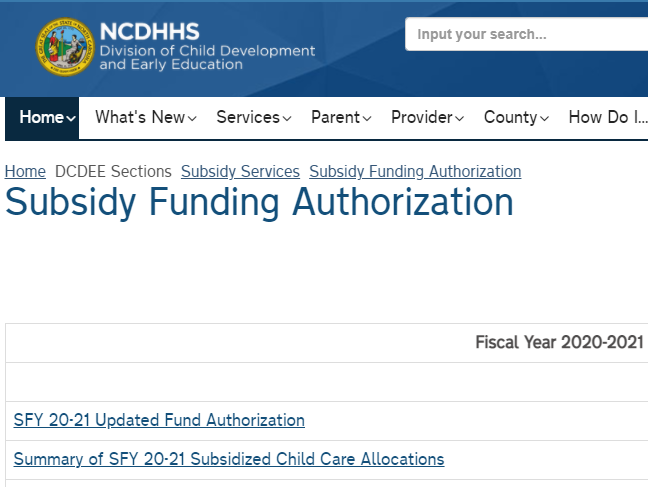 NCDHHS
Division of Child Development
and Early Education
Input your search...
Home What's New Services Parent Provider County How Do I...
Home DCDEE Sections Subsidy Services Subsidy Funding Authorization
Subsidy Funding Authorization
Fiscal Year 2020-2021
SFY 20-21 Updated Fund Authorization
Summary of SFY 20-21 Subsidized Child Care Allocations